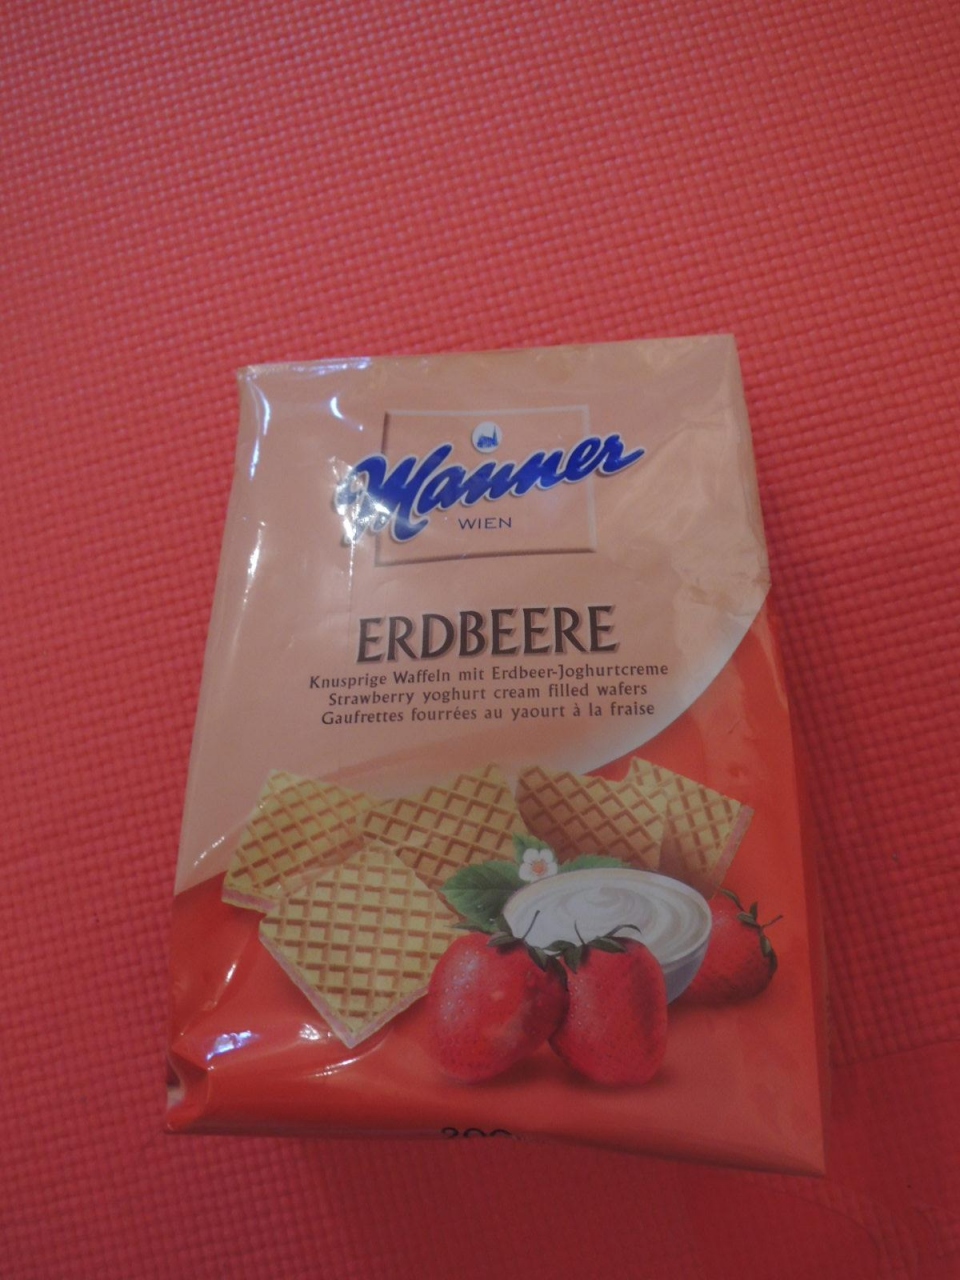 Manner
WIEN
ERDBEERE
Knusprige Waffeln mit Erdbeer-Joghurtcreme
Strawberry yoghurt cream filled wafers
Gaufrettes fourrées au yaourt à la fraise